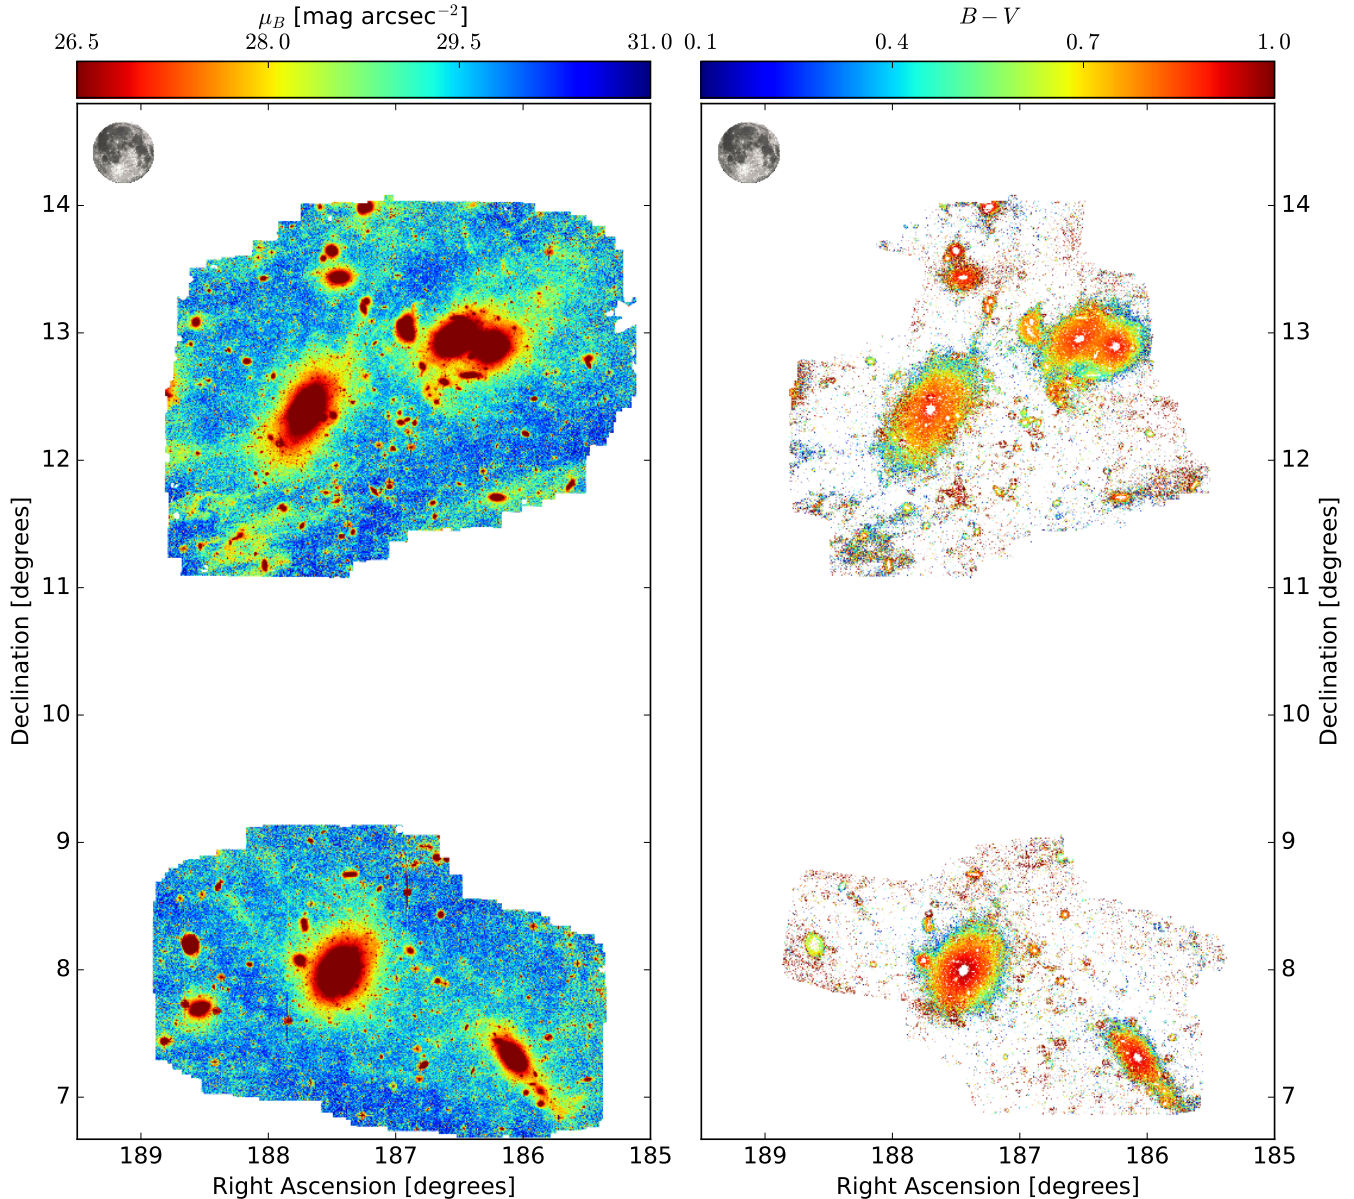 μ_B [mag arcsec⁻²]
26.5 28.0 29.5 31.0
B − V
0.1 0.4 0.7 1.0
14
13
12
11
10
9
8
7
Declination [degrees]
189 188 187 186 185
Right Ascension [degrees]
14
13
12
11
10
9
8
7
Declination [degrees]
189 188 187 186 185
Right Ascension [degrees]